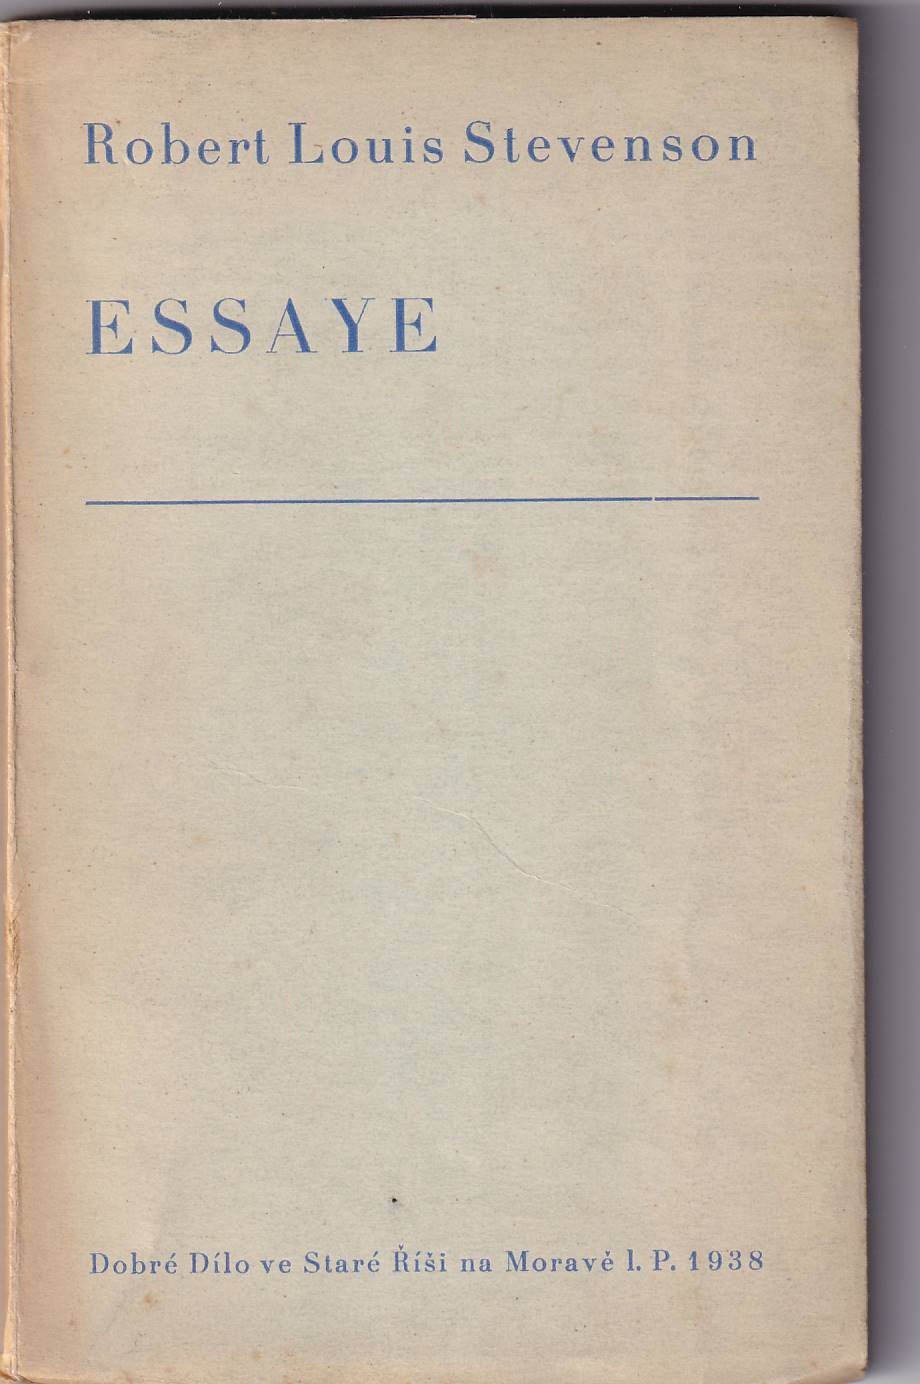 Robert Louis Stevenson
ESSAYE
Dobré Dílo ve Staré Říši na Moravě l. P. 1938